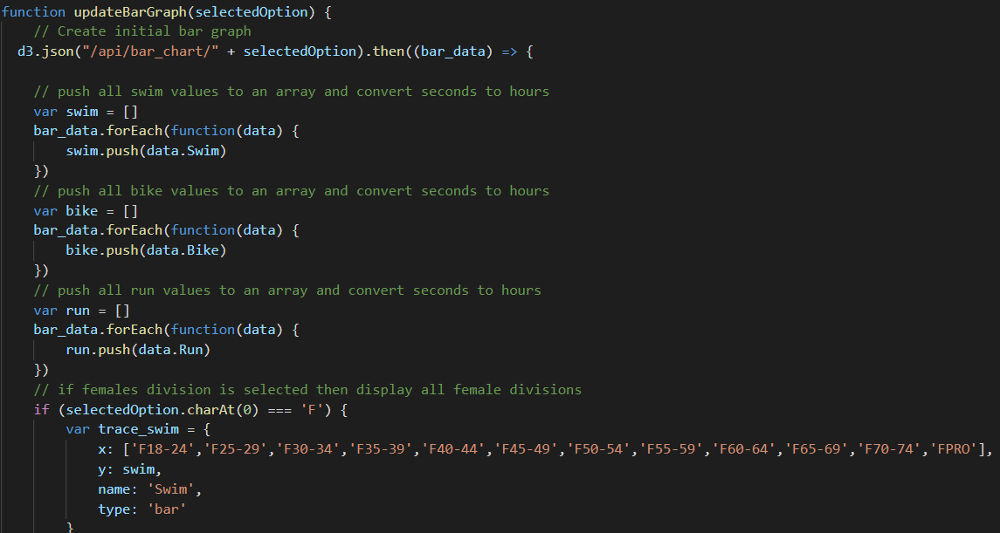 function updateBarGraph(selectedOption) {
    // Create initial bar graph
  d3.json("/api/bar_chart/" + selectedOption).then((bar_data) => {

    // push all swim values to an array and convert seconds to hours
    var swim = []
    bar_data.forEach(function(data) {
        swim.push(data.Swim)
    })
    // push all bike values to an array and convert seconds to hours
    var bike = []
    bar_data.forEach(function(data) {
        bike.push(data.Bike)
    })
    // push all run values to an array and convert seconds to hours
    var run = []
    bar_data.forEach(function(data) {
        run.push(data.Run)
    })
    // if females division is selected then display all female divisions
    if (selectedOption.charAt(0) === 'F') {
        var trace_swim = {
            x: ['F18-24','F25-29','F30-34','F35-39','F40-44','F45-49','F50-54','F55-59','F60-64','F65-69','F70-74','FPRO'],
            y: swim,
            name: 'Swim',
            type: 'bar'
        }